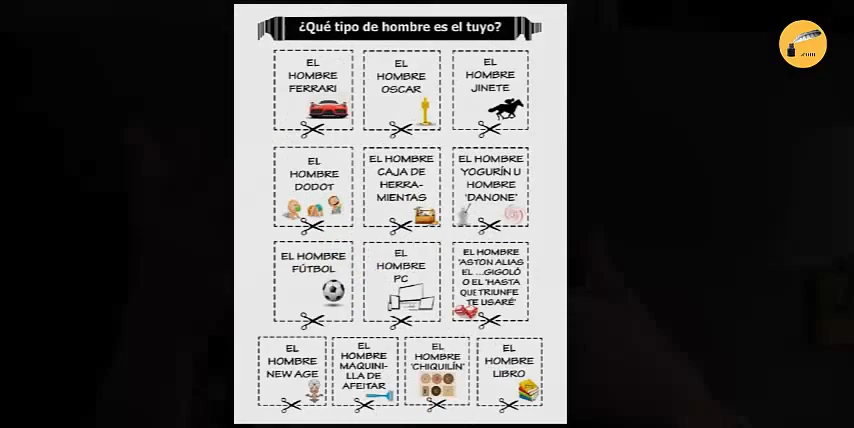 ¿Qué tipo de hombre es el tuyo?
EL
HOMBRE
FERRARI
EL
HOMBRE
OSCAR
EL
HOMBRE
JINETE
EL
HOMBRE
DODOT
EL HOMBRE
CAJA DE
HERRA-
MIENTAS
EL HOMBRE
YOGURÍN U
HOMBRE
'DANONE'
EL HOMBRE
FÚTBOL
EL
HOMBRE
PC
EL HOMBRE
'ASTON ALIAS
EL ...GIGOLÓ
O EL 'HASTA
QUE TRIUNFE
TE USARÉ'
EL
HOMBRE
NEW AGE
EL
HOMBRE
MAQUINI-
LLA DE
AFEITAR
EL
HOMBRE
'CHIQUILÍN'
EL
HOMBRE
LIBRO
.com